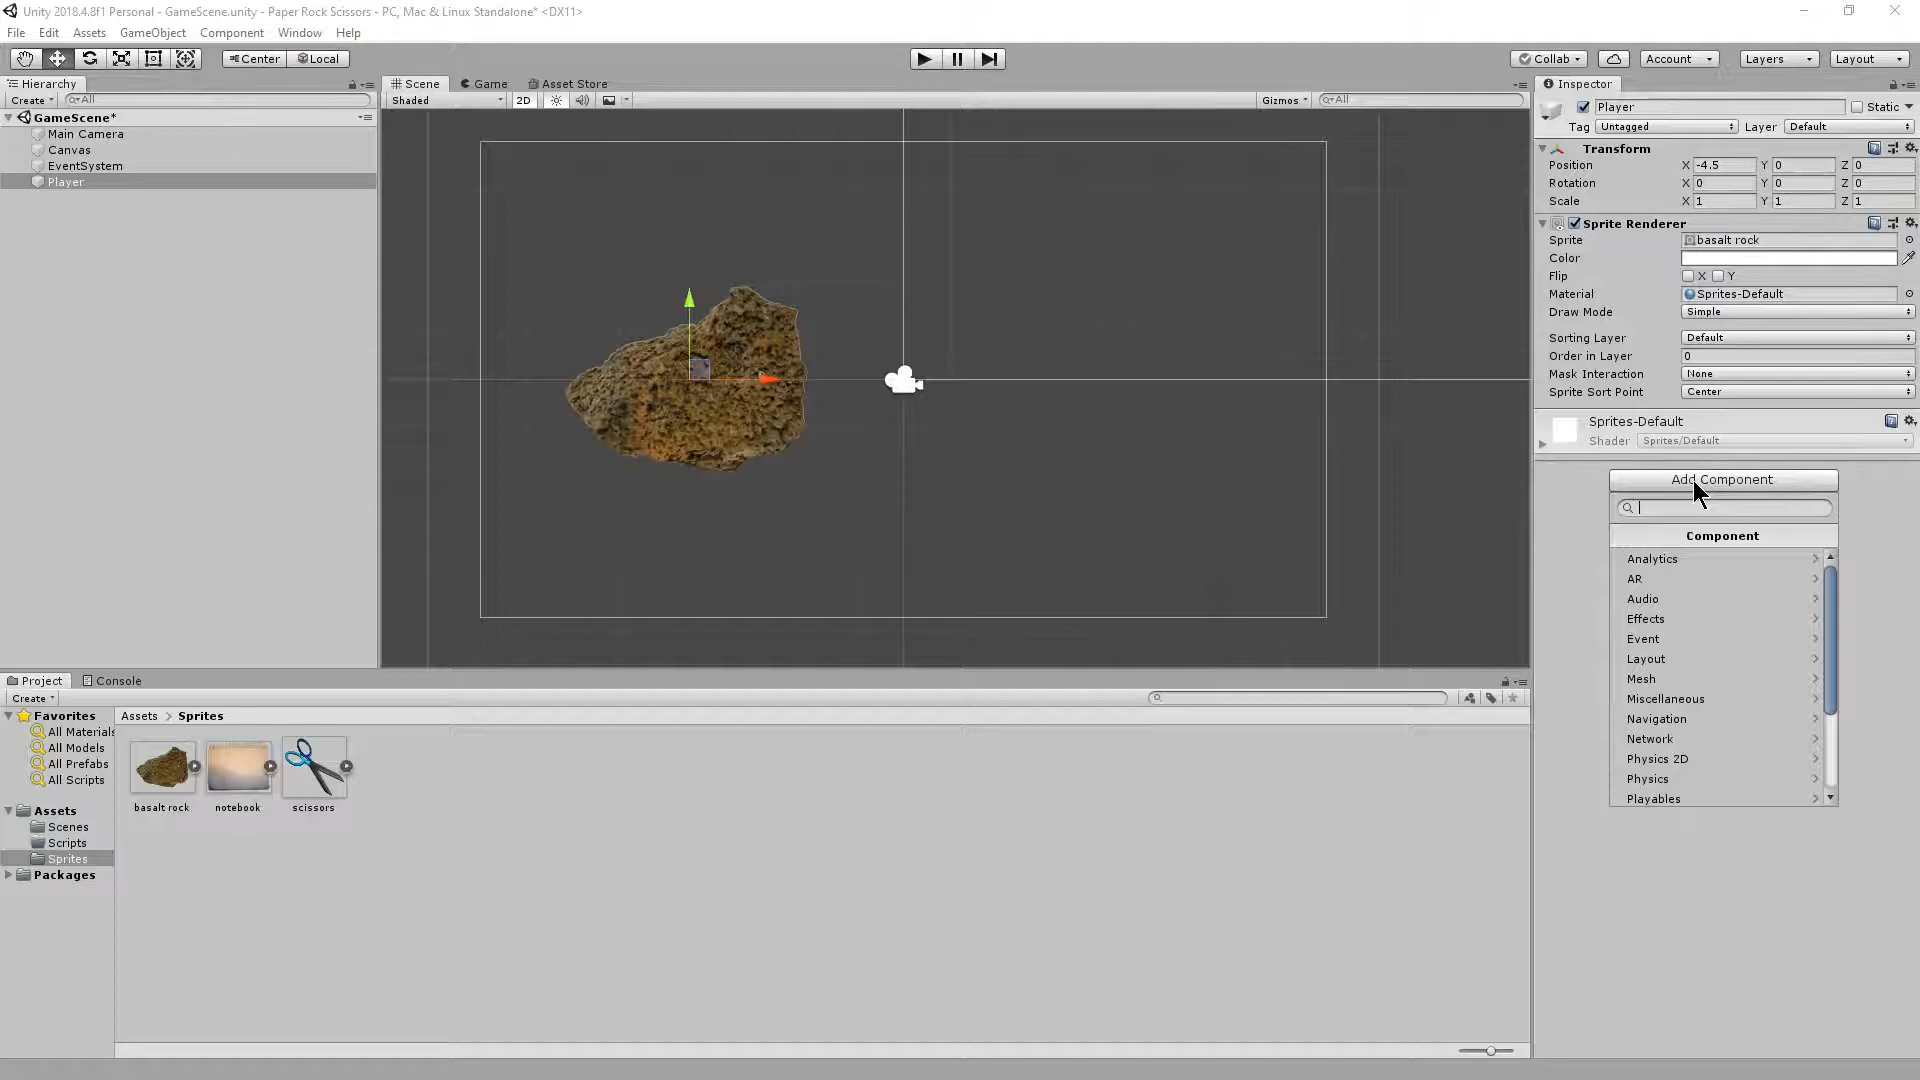 Unity 2018.4.8f1 Personal - GameScene.unity - Paper Rock Scissors - PC, Mac & Linux Standalone* <DX11>
File Edit Assets GameObject Component Window Help
Center Local
Collab Account Layers Layout
Hierarchy
Create All
GameScene*
Main Camera
Canvas
EventSystem
Player
Scene Game Asset Store
Shaded 2D Gizmos All
Inspector
Player Static
Tag Untagged Layer Default
Transform
Position X -4.5 Y 0 Z 0
Rotation X 0 Y 0 Z 0
Scale X 1 Y 1 Z 1
Sprite Renderer
Sprite basalt rock
Color
Flip X Y
Material Sprites-Default
Draw Mode Simple
Sorting Layer Default
Order in Layer 0
Mask Interaction None
Sprite Sort Point Center
Sprites-Default
Shader Sprites/Default
Add Component
Component
Analytics
AR
Audio
Effects
Event
Layout
Mesh
Miscellaneous
Navigation
Network
Physics 2D
Physics
Playables
Project Console
Create
Favorites
All Materials
All Models
All Prefabs
All Scripts
Assets
Scenes
Scripts
Sprites
Packages
Assets > Sprites
basalt rock notebook scissors